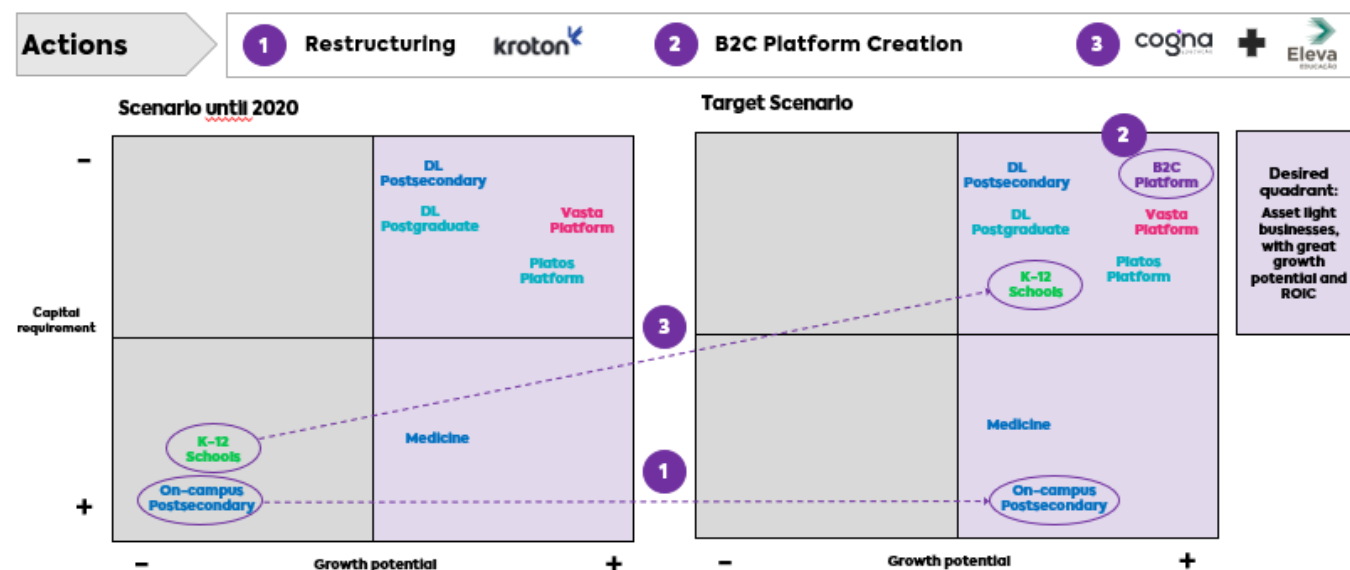 Actions
1 Restructuring kroton
2 B2C Platform Creation
3 cogna + Eleva
EDUCAÇÃO
Scenario until 2020
Target Scenario
–
Capital
requirement
+
DL
Postsecondary
DL
Postgraduate
Vasta
Platform
Platos
Platform
K-12
Schools
On-campus
Postsecondary
Medicine
–
Growth potential
+
3
1
2
DL
Postsecondary
B2C
Platform
DL
Postgraduate
Vasta
Platform
K-12
Schools
Platos
Platform
Medicine
On-campus
Postsecondary
–
Growth potential
+
Desired
quadrant:
Asset light
businesses,
with great
growth
potential and
ROIC